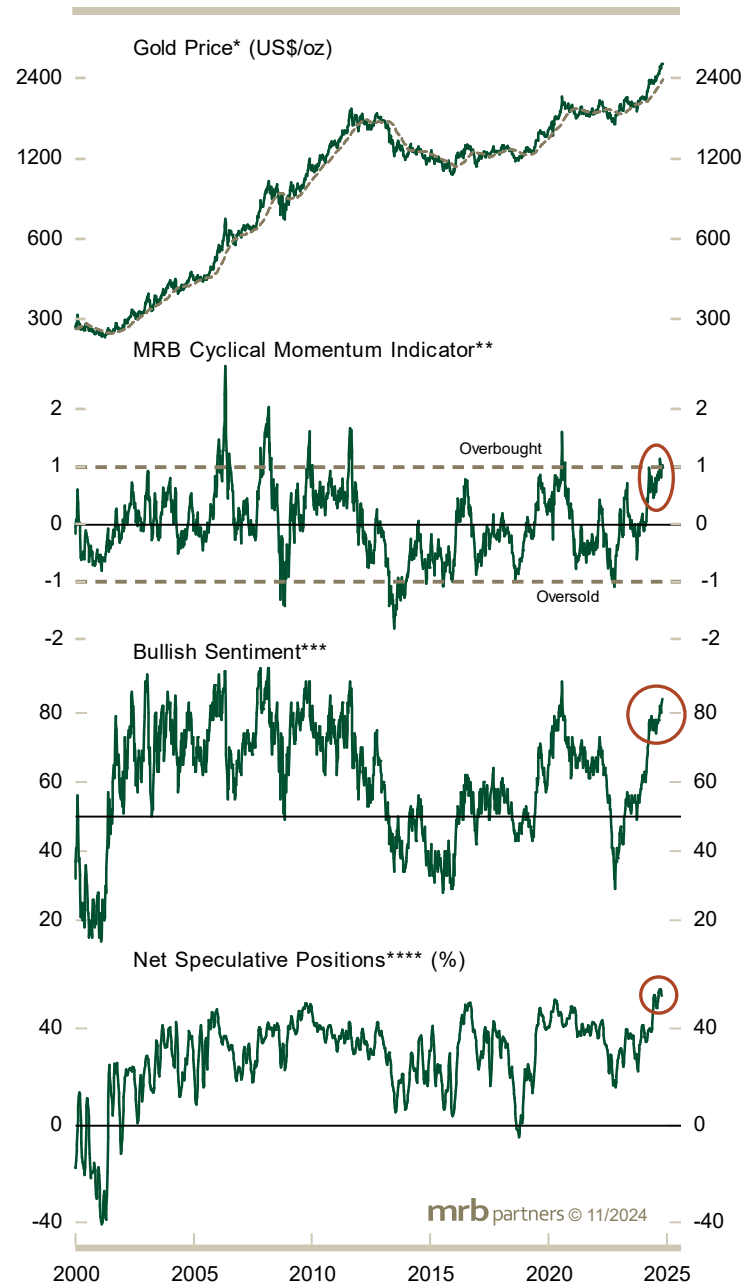 Gold Price* (US$/oz)
2400 2400
1200 1200
600 600
300 300
MRB Cyclical Momentum Indicator**
2 2
Overbought
1 1
0 0
-1 -1
Oversold
-2 -2
Bullish Sentiment***
80 80
60 60
40 40
20 20
Net Speculative Positions**** (%)
40 40
0 0
mrb partners © 11/2024
-40 -40
2000 2005 2010 2015 2020 2025